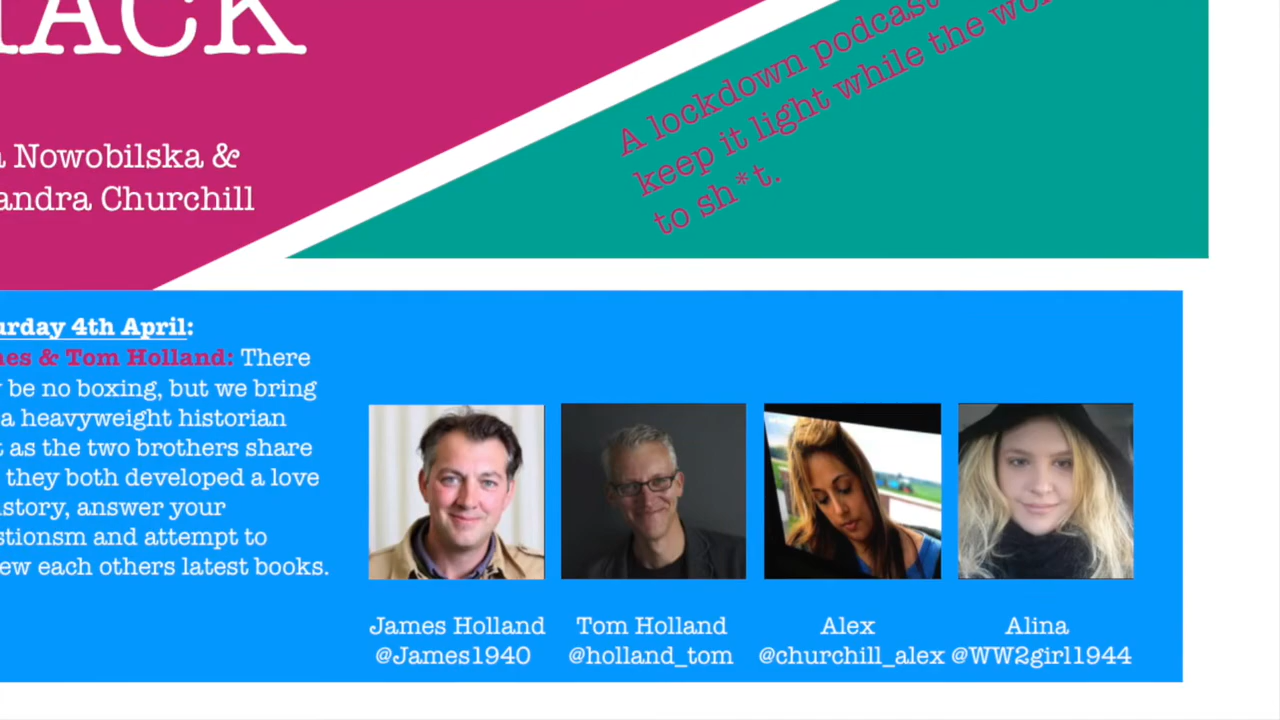 ACK
Nowobilska &
andra Churchill
A lockdown podcast
keep it light while the
to sh*t.
urday 4th April:
es & Tom Holland: There
be no boxing, but we bring
a heavyweight historian
as the two brothers share
they both developed a love
istory, answer your
stionsm and attempt to
ew each others latest books.
James Holland
@James1940
Tom Holland
@holland_tom
Alex
@churchill_alex
Alina
@WW2girl1944